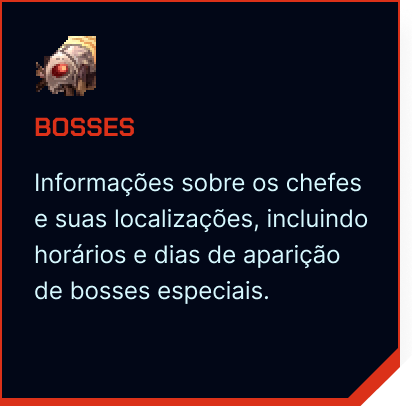 BOSSES
Informações sobre os chefes
e suas localizações, incluindo
horários e dias de aparição
de bosses especiais.